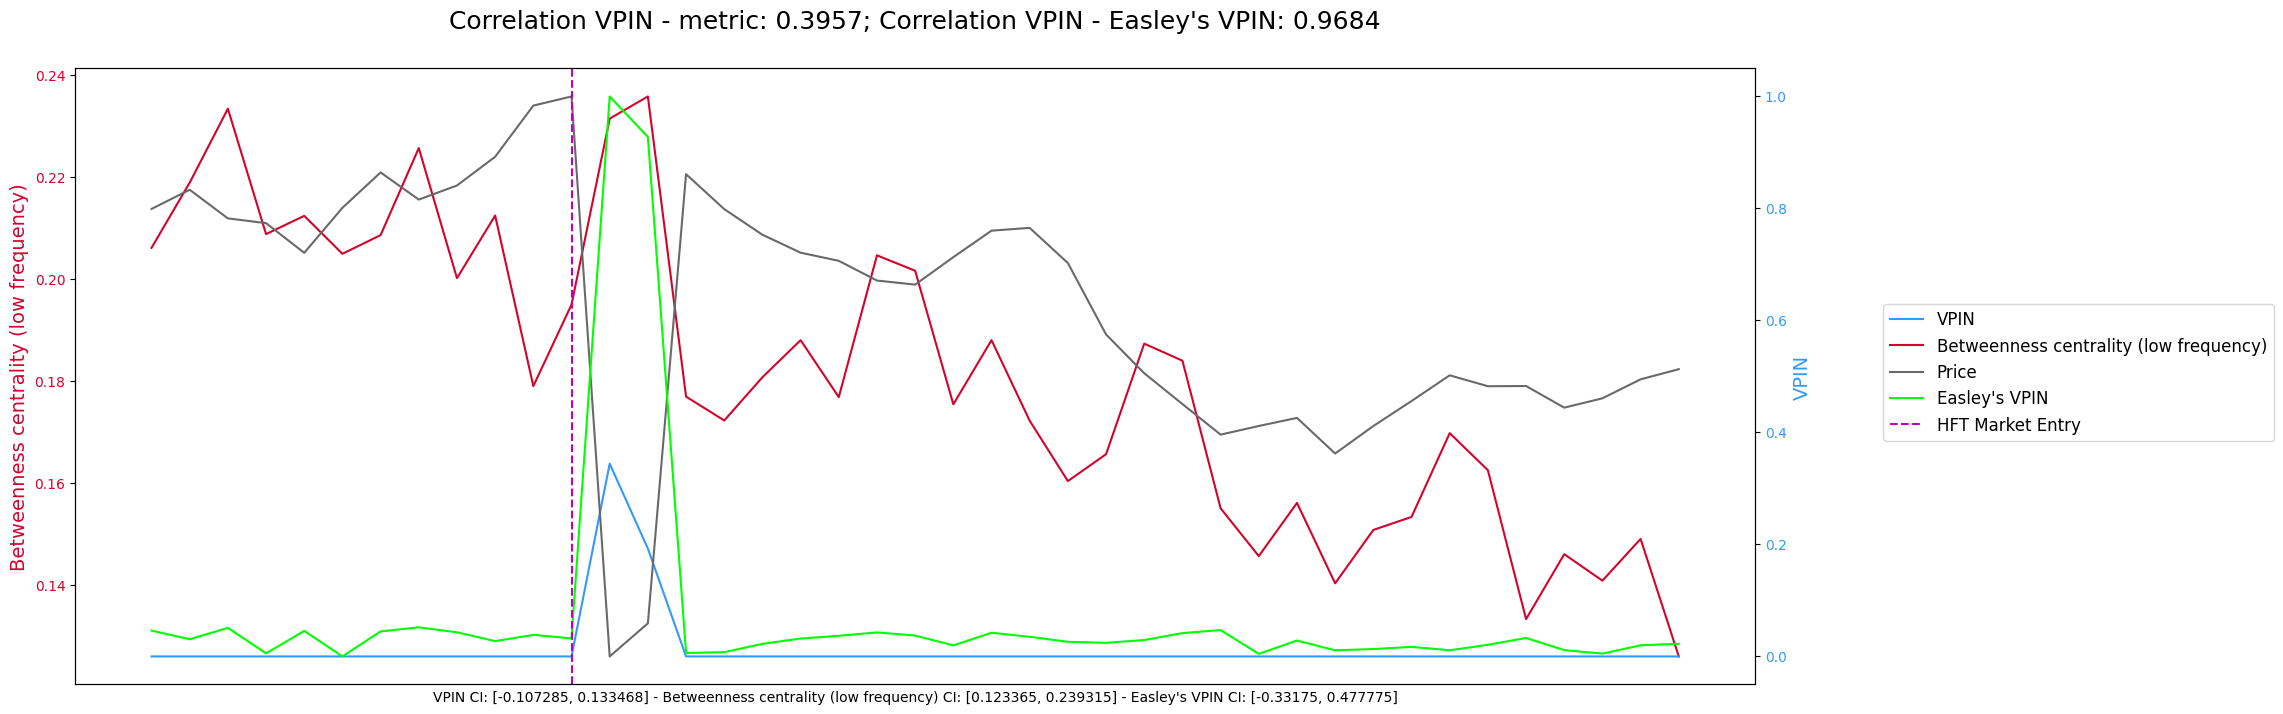 Correlation VPIN - metric: 0.3957; Correlation VPIN - Easley's VPIN: 0.9684
Betweenness centrality (low frequency)
0.24
0.22
0.20
0.18
0.16
0.14
1.0
0.8
0.6
0.4
0.2
0.0
VPIN
VPIN
Betweenness centrality (low frequency)
Price
Easley's VPIN
HFT Market Entry
VPIN CI: [-0.107285, 0.133468] - Betweenness centrality (low frequency) CI: [0.123365, 0.239315] - Easley's VPIN CI: [-0.33175, 0.477775]